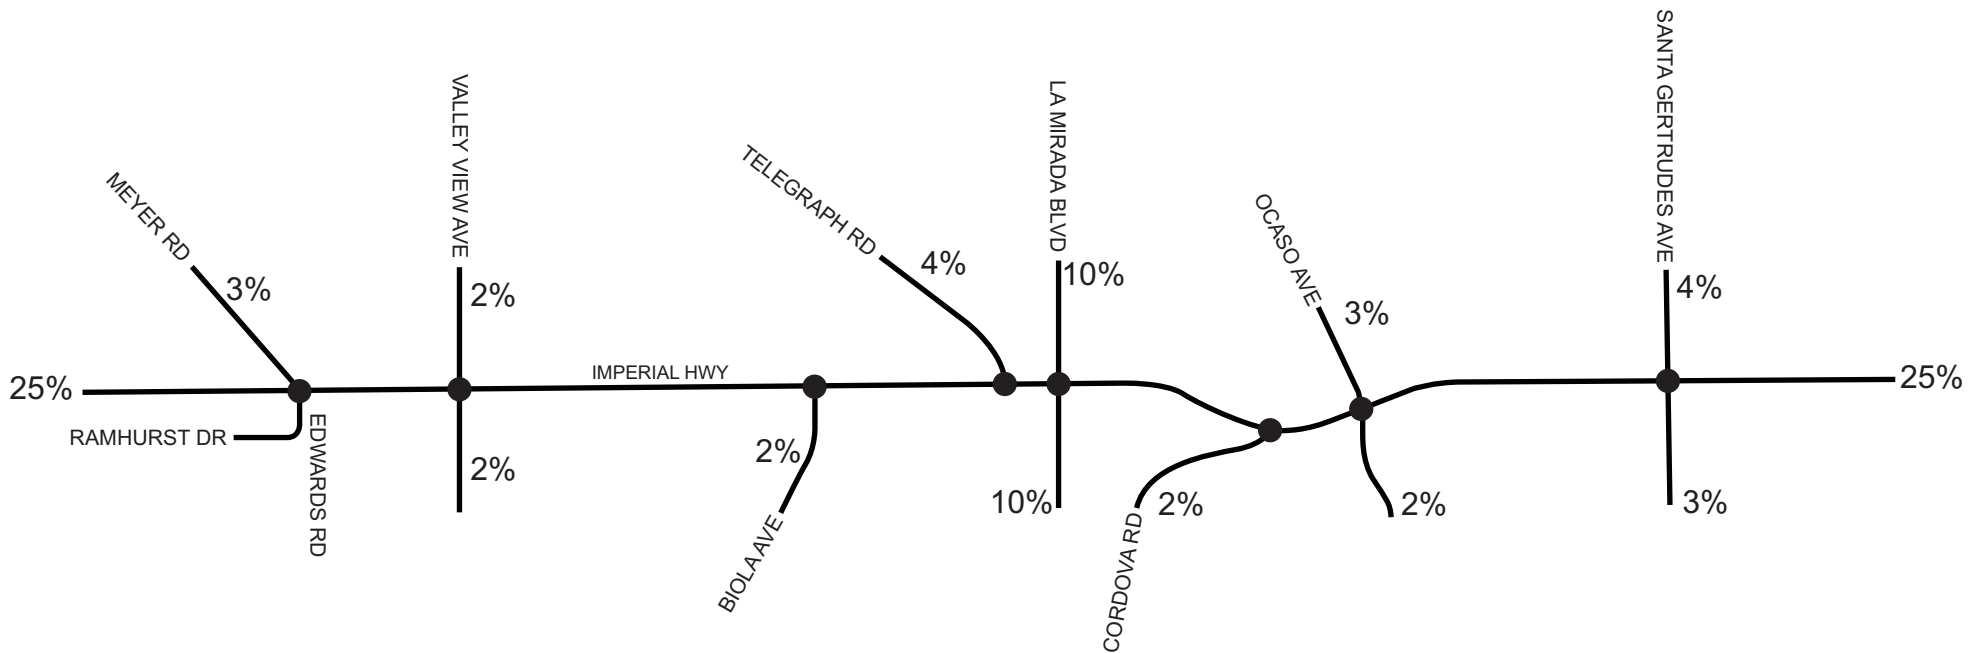 SANTA GERTRUDES AVE
VALLEY VIEW AVE
LA MIRADA BLVD
TELEGRAPH RD
MEYER RD
OCASO AVE
4%
10%
3%
2%
4%
3%
IMPERIAL HWY
25%
25%
RAMHURST DR
EDWARDS RD
2%
2%
10%
2%
2%
3%
BIOLA AVE
CORDOVA RD